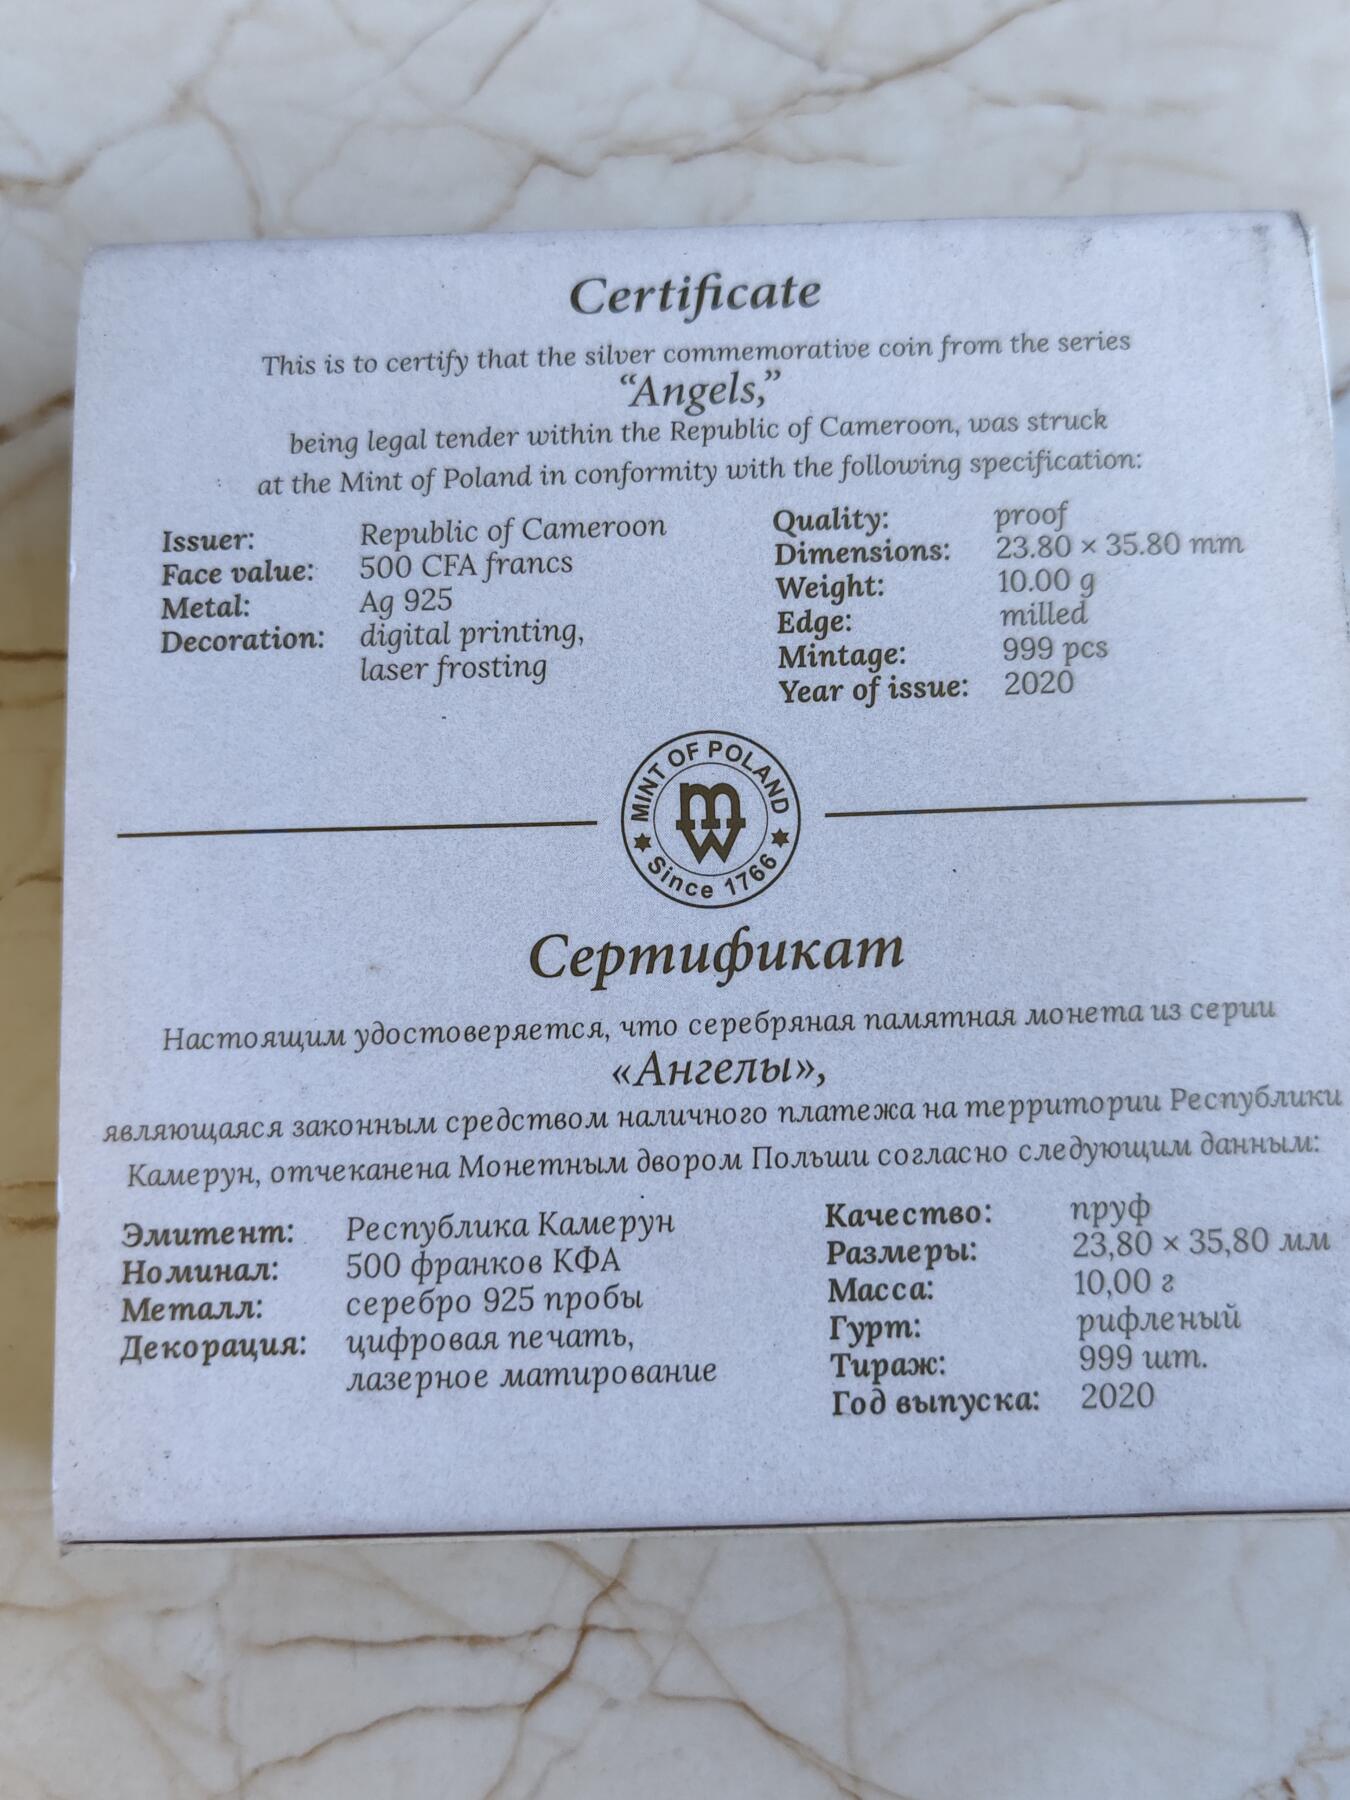 Certificate
This is to certify that the silver commemorative coin from the series
“Angels,”
being legal tender within the Republic of Cameroon, was struck
at the Mint of Poland in conformity with the following specification:
Issuer: Republic of Cameroon
Face value: 500 CFA francs
Metal: Ag 925
Decoration: digital printing,
laser frosting
Quality: proof
Dimensions: 23.80 × 35.80 mm
Weight: 10.00 g
Edge: milled
Mintage: 999 pcs
Year of issue: 2020
MINT OF POLAND
mw
Since 1766
Сертификат
Настоящим удостоверяется, что серебряная памятная монета из серии
«Ангелы»,
являющаяся законным средством наличного платежа на территории Республики
Камерун, отчеканена Монетным двором Польши согласно следующим данным:
Эмитент: Республика Камерун
Номинал: 500 франков КФА
Металл: серебро 925 пробы
Декорация: цифровая печать,
лазерное матирование
Качество: пруф
Размеры: 23,80 × 35,80 мм
Масса: 10,00 г
Гурт: рифленый
Тираж: 999 шт.
Год выпуска: 2020